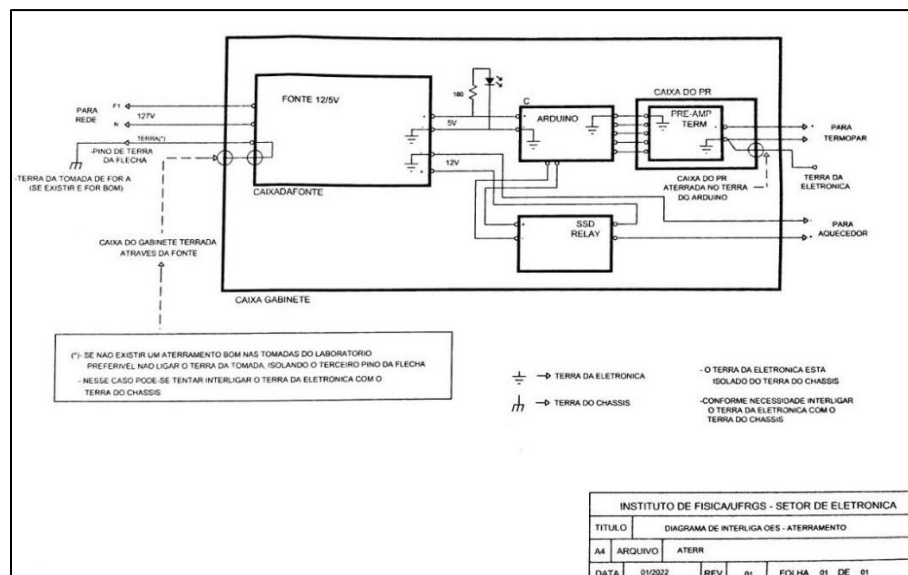 CAIXA DO PR
FONTE 12/5V
180
C
ARDUINO
PRE-AMP
TERM
PARA
REDE
F1
127V
N
TERRA(*)
-PINO DE TERRA
DA FLECHA
-TERRA DA TOMADA DE FOR A
(SE EXISTIR E FOR BOM)
+
5V
-
12V
-
+
CAIXADAFONTE
+
PARA
TERMOPAR
-
TERRA DA
ELETRONICA
CAIXA DO PR
ATERRADA NO TERRA
DO ARDUINO
SSD
RELAY
+
-
-
PARA
AQUECEDOR
+
CAIXA DO GABINETE TERRADA
ATRAVES DA FONTE
CAIXA GABINETE
(*)- SE NAO EXISTIR UM ATERRAMENTO BOM NAS TOMADAS DO LABORATORIO
PREFERIVEL NAO LIGAR O TERRA DA TOMADA, ISOLANDO O TERCEIRO PINO DA FLECHA
- NESSE CASO PODE-SE TENTAR INTERLIGAR O TERRA DA ELETRONICA COM O
TERRA DO CHASSIS
TERRA DA ELETRONICA
- O TERRA DA ELETRONICA ESTA
ISOLADO DO TERRA DO CHASSIS
TERRA DO CHASSIS
-CONFORME NECESSIDADE INTERLIGAR
O TERRA DA ELETRONICA COM O
TERRA DO CHASSIS
INSTITUTO DE FISICA/UFRGS - SETOR DE ELETRONICA
TITULO DIAGRAMA DE INTERLIGA OES - ATERRAMENTO
A4 ARQUIVO ATERR
DATA 01/2022 REV 01 FOLHA 01 DE 01